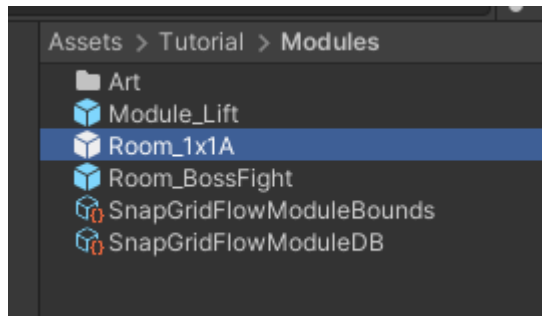 Assets > Tutorial > Modules
Art
Module_Lift
Room_1x1A
Room_BossFight
SnapGridFlowModuleBounds
SnapGridFlowModuleDB